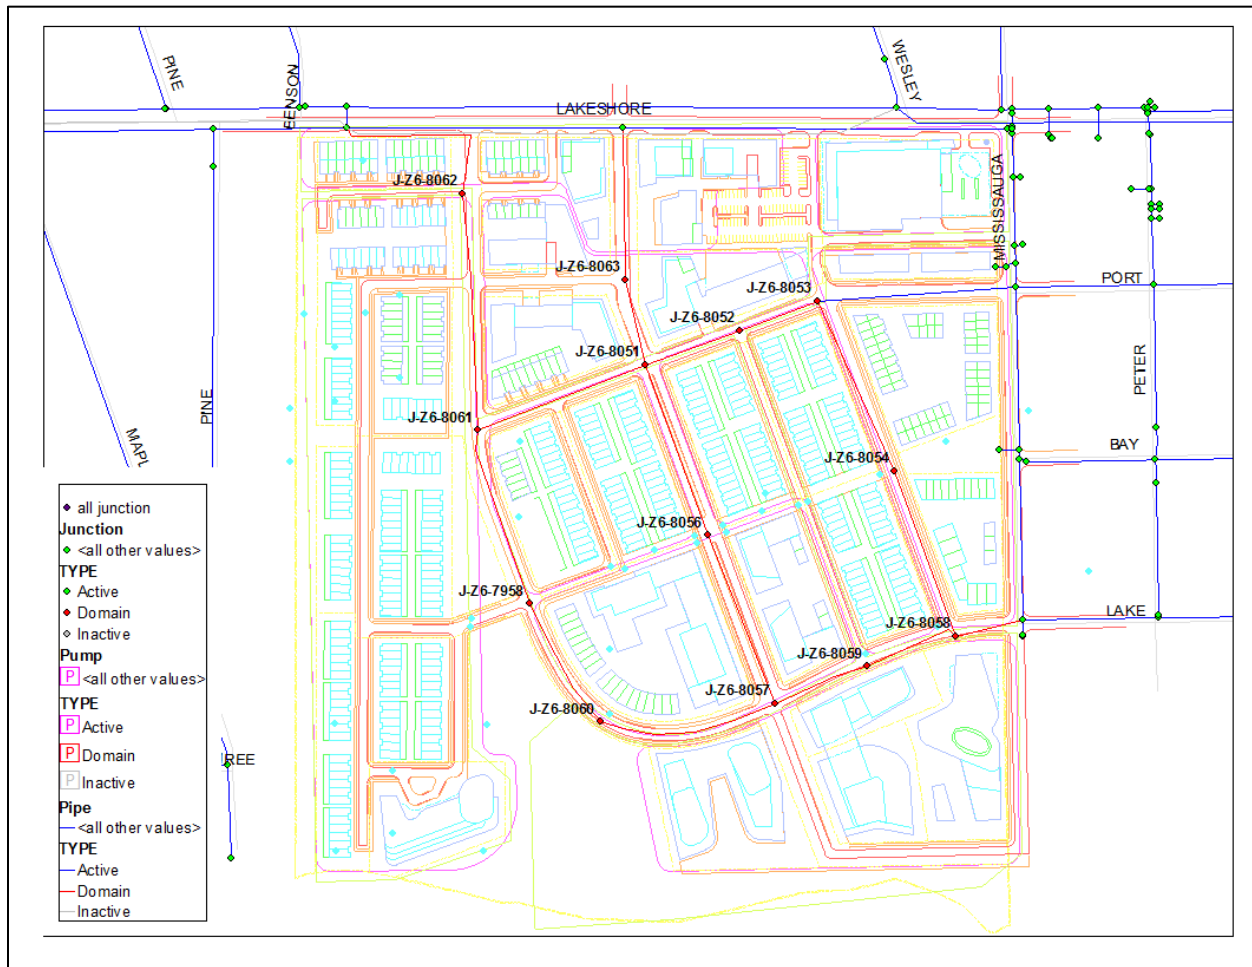 PINE
EENSON
LAKESHORE
WESLEY
J-Z6-8062
MISSISSAUGA
J-Z6-8063
J-Z6-8053
PORT
J-Z6-8052
J-Z6-8051
PETER
PINE
J-Z6-8061
MAPL
BAY
J-Z6-8054
J-Z6-8056
J-Z6-7958
LAKE
J-Z6-8058
J-Z6-8059
J-Z6-8057
J-Z6-8060
IREE
all junction
Junction
<all other values>
TYPE
Active
Domain
Inactive
Pump
P <all other values>
TYPE
P Active
P Domain
P Inactive
Pipe
<all other values>
TYPE
Active
Domain
Inactive